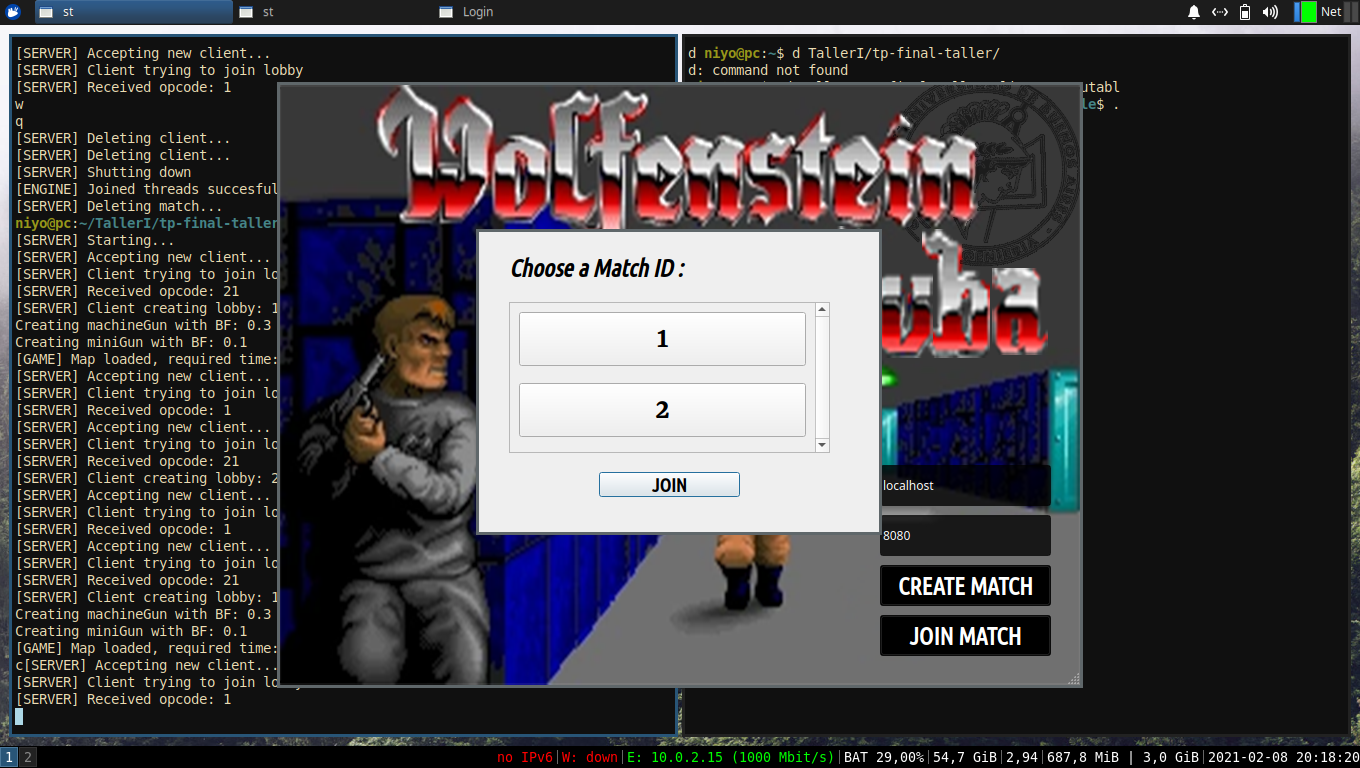 st
st
Login
Net
[SERVER] Accepting new client...
[SERVER] Client trying to join lobby
[SERVER] Received opcode: 1
w
q
[SERVER] Deleting client...
[SERVER] Deleting client...
[SERVER] Shutting down
[ENGINE] Joined threads succesful
[SERVER] Deleting match...
niyo@pc:~/TallerI/tp-final-taller
[SERVER] Starting...
[SERVER] Accepting new client...
[SERVER] Client trying to join lo
[SERVER] Received opcode: 21
[SERVER] Client creating lobby: 1
Creating machineGun with BF: 0.3
Creating miniGun with BF: 0.1
[GAME] Map loaded, required time:
[SERVER] Accepting new client...
[SERVER] Client trying to join lo
[SERVER] Received opcode: 1
[SERVER] Accepting new client...
[SERVER] Client trying to join lo
[SERVER] Received opcode: 21
[SERVER] Client creating lobby: 2
[SERVER] Accepting new client...
[SERVER] Client trying to join lo
[SERVER] Received opcode: 1
[SERVER] Accepting new client...
[SERVER] Client trying to join lo
[SERVER] Received opcode: 21
[SERVER] Client creating lobby: 1
Creating machineGun with BF: 0.3
Creating miniGun with BF: 0.1
[GAME] Map loaded, required time:
c[SERVER] Accepting new client...
[SERVER] Client trying to join lo
[SERVER] Received opcode: 1
d niyo@pc:~$ d TallerI/tp-final-taller/
d: command not found
utabl
le$ .
Wolfenstein
uba
Choose a Match ID :
1
2
JOIN
localhost
8080
CREATE MATCH
JOIN MATCH
1 2
no IPv6|W: down|E: 10.0.2.15 (1000 Mbit/s)|BAT 29,00%|54,7 GiB|2,94|687,8 MiB | 3,0 GiB|2021-02-08 20:18:20